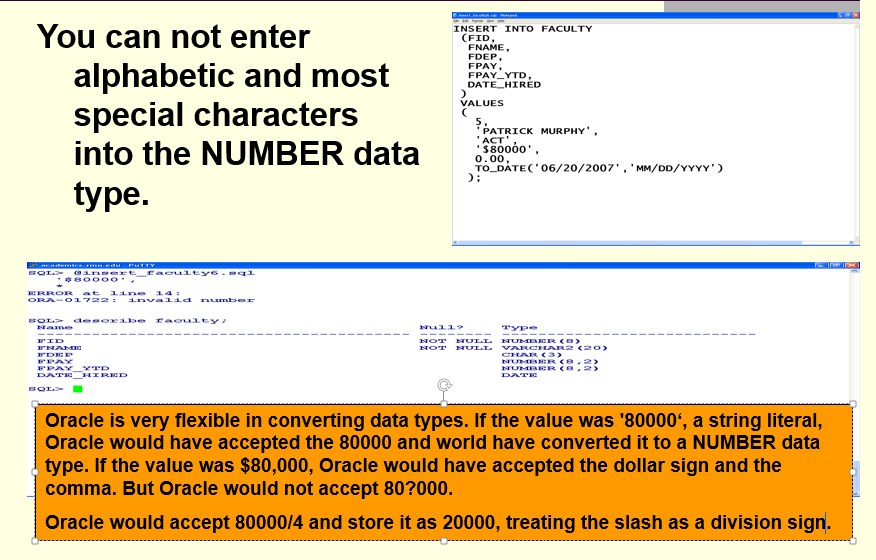 You can not enter
alphabetic and most
special characters
into the NUMBER data
type.
insert_faculty6.sql - Notepad
File Edit Format View Help
INSERT INTO FACULTY
(FID,
FNAME,
FDEP,
FPAY,
FPAY_YTD,
DATE_HIRED
)
VALUES
(
5,
'PATRICK MURPHY',
'ACT',
'$80000',
0.00,
TO_DATE('06/20/2007','MM/DD/YYYY')
);
academics.rmu.edu - PuTTY
SQL> @insert_faculty6.sql
'$80000',
*
ERROR at line 14:
ORA-01722: invalid number
SQL> describe faculty;
Name Null? Type
FID NOT NULL NUMBER(8)
FNAME NOT NULL VARCHAR2(20)
FDEP CHAR(3)
FPAY NUMBER(8,2)
FPAY_YTD NUMBER(8,2)
DATE_HIRED DATE
SQL>
Oracle is very flexible in converting data types. If the value was '80000‘, a string literal,
Oracle would have accepted the 80000 and world have converted it to a NUMBER data
type. If the value was $80,000, Oracle would have accepted the dollar sign and the
comma. But Oracle would not accept 80?000.
Oracle would accept 80000/4 and store it as 20000, treating the slash as a division sign.